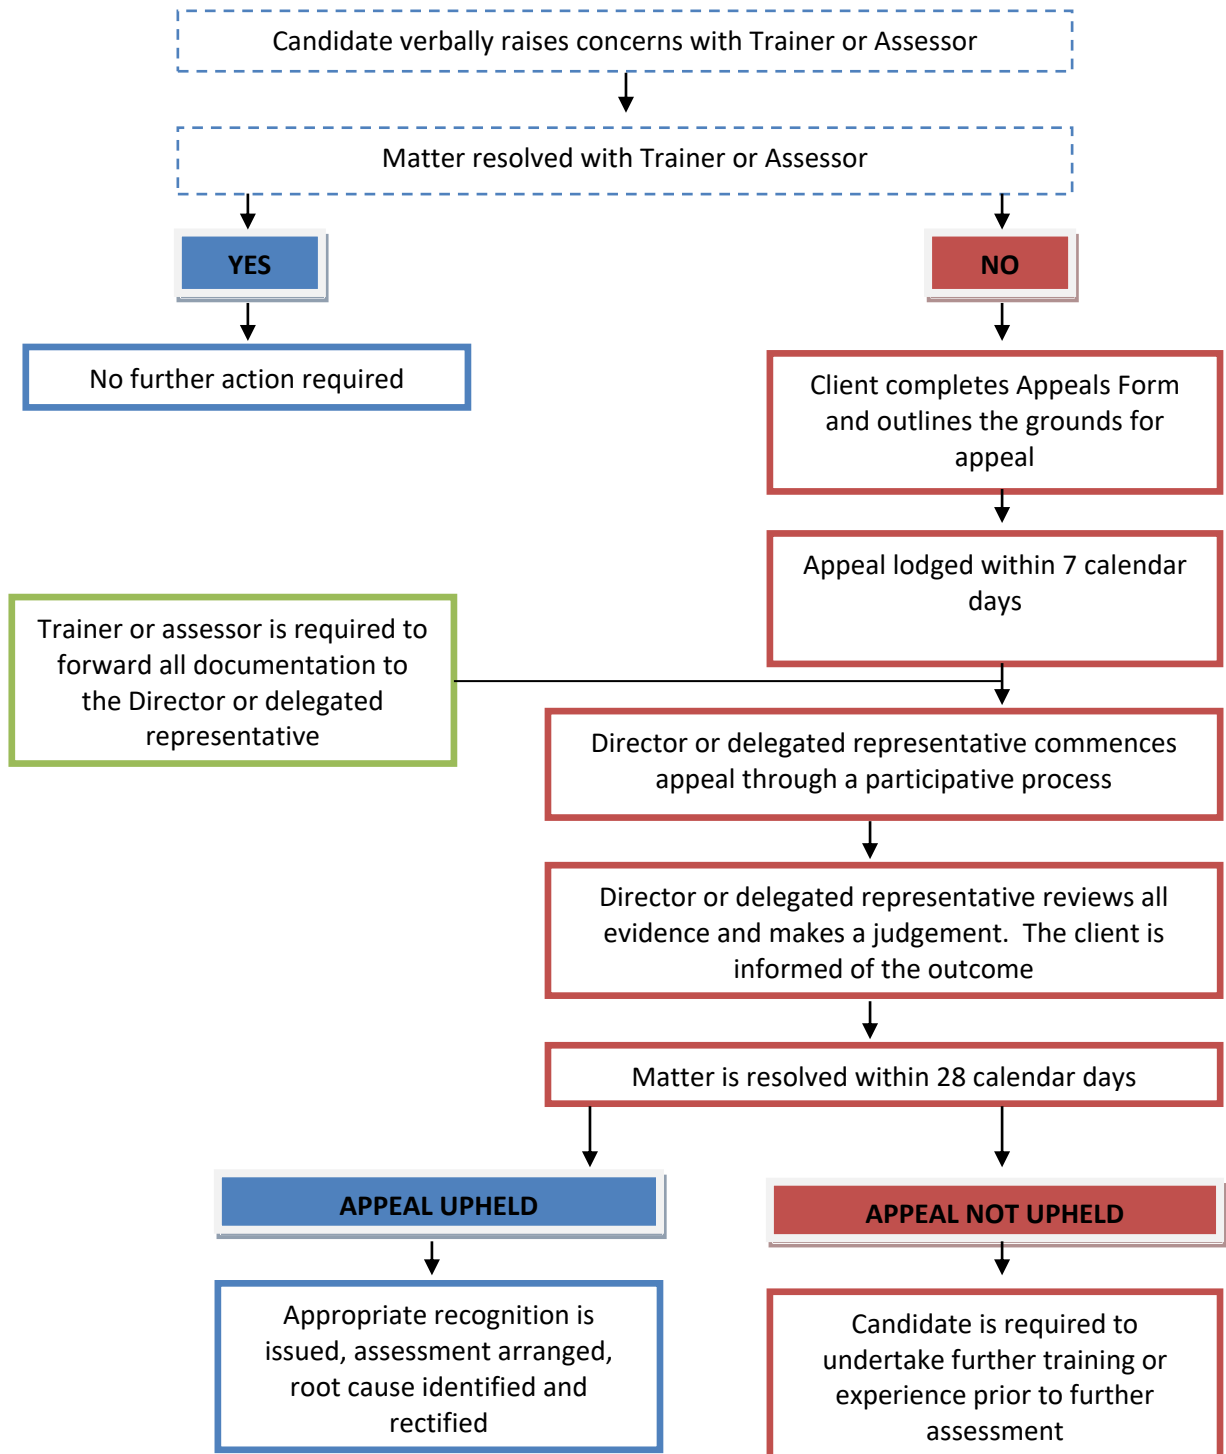 Candidate verbally raises concerns with Trainer or Assessor
Matter resolved with Trainer or Assessor
YES
NO
No further action required
Client completes Appeals Form
and outlines the grounds for
appeal
Appeal lodged within 7 calendar
days
Trainer or assessor is required to
forward all documentation to
the Director or delegated
representative
Director or delegated representative commences
appeal through a participative process
Director or delegated representative reviews all
evidence and makes a judgement.  The client is
informed of the outcome
Matter is resolved within 28 calendar days
APPEAL UPHELD
APPEAL NOT UPHELD
Appropriate recognition is
issued, assessment arranged,
root cause identified and
rectified
Candidate is required to
undertake further training or
experience prior to further
assessment